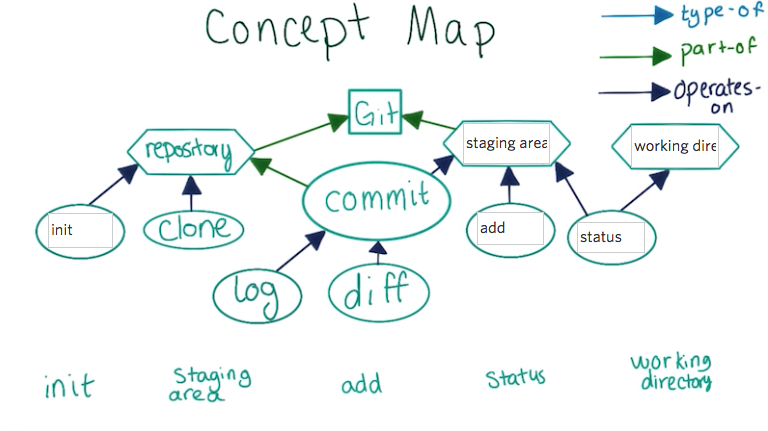 Concept Map
type-of
part-of
operates-
on
Git
repository
staging area
working dire
commit
init
clone
add
status
log
diff
init
Staging
area
add
Status
working
directory